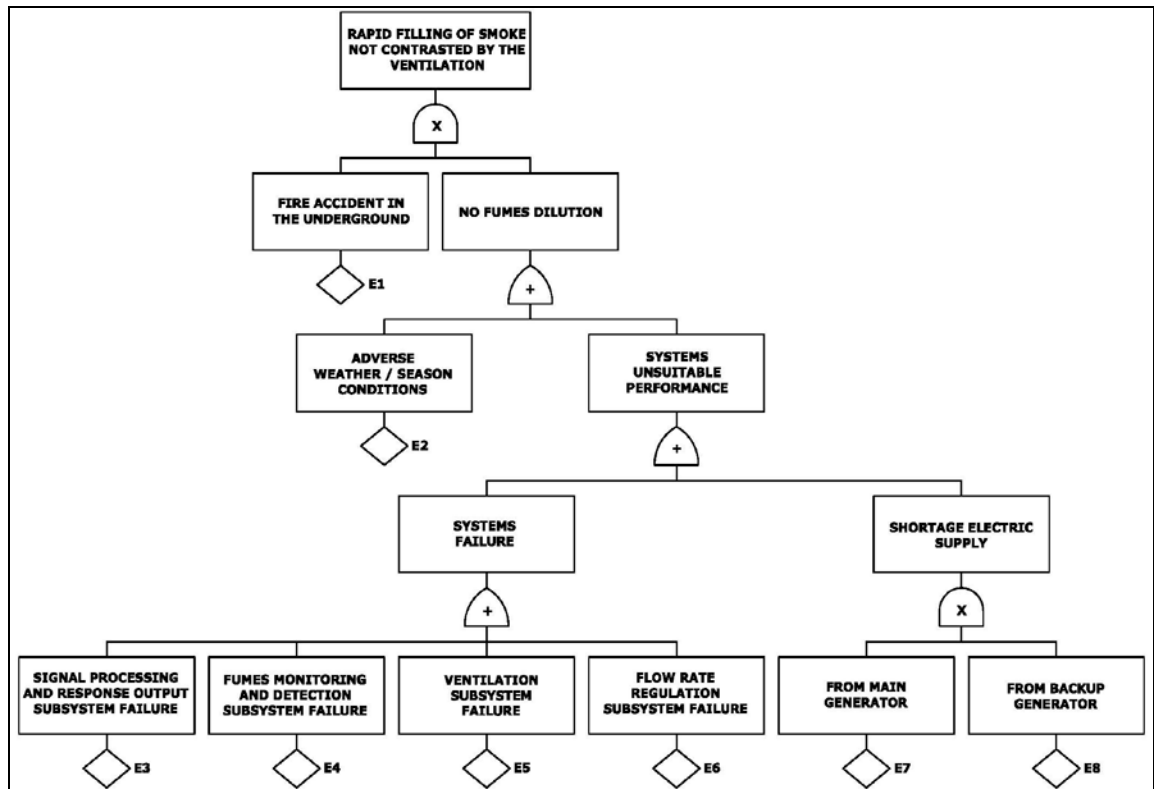 RAPID FILLING OF SMOKE
NOT CONTRASTED BY THE
VENTILATION
X
FIRE ACCIDENT IN
THE UNDERGROUND
NO FUMES DILUTION
E1
+
ADVERSE
WEATHER / SEASON
CONDITIONS
SYSTEMS
UNSUITABLE
PERFORMANCE
E2
+
SYSTEMS
FAILURE
SHORTAGE ELECTRIC
SUPPLY
+
X
SIGNAL PROCESSING
AND RESPONSE OUTPUT
SUBSYSTEM FAILURE
FUMES MONITORING
AND DETECTION
SUBSYSTEM FAILURE
VENTILATION
SUBSYSTEM
FAILURE
FLOW RATE
REGULATION
SUBSYSTEM FAILURE
FROM MAIN
GENERATOR
FROM BACKUP
GENERATOR
E3
E4
E5
E6
E7
E8